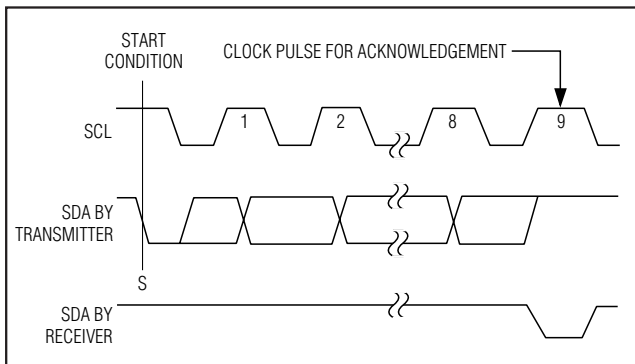 START
CONDITION
CLOCK PULSE FOR ACKNOWLEDGEMENT
SCL
1
2
8
9
SDA BY
TRANSMITTER
S
SDA BY
RECEIVER